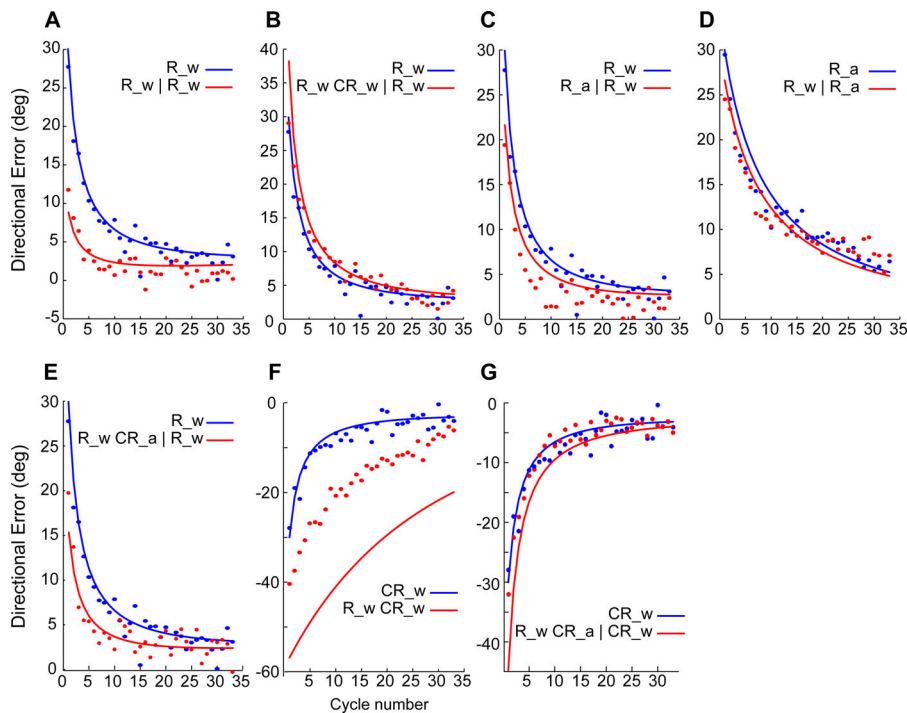 A
B
C
D
Directional Error (deg)
30
25
20
15
10
5
0
-5
0 5 10 15 20 25 30 35
R_w
R_w | R_w
40
35
30
25
20
15
10
5
0
0 5 10 15 20 25 30 35
R_w
R_w CR_w | R_w
30
25
20
15
10
5
0
0 5 10 15 20 25 30 35
R_w
R_a | R_w
30
25
20
15
10
5
0 5 10 15 20 25 30 35
R_a
R_w | R_a
E
F
G
Directional Error (deg)
30
25
20
15
10
5
0
0 5 10 15 20 25 30 35
R_w
R_w CR_a | R_w
0
-20
-40
-60
5 10 15 20 25 30 35
CR_w
R_w CR_w
Cycle number
0
-5
-10
-20
-30
-40
5 10 15 20 25 30
CR_w
R_w CR_a | CR_w